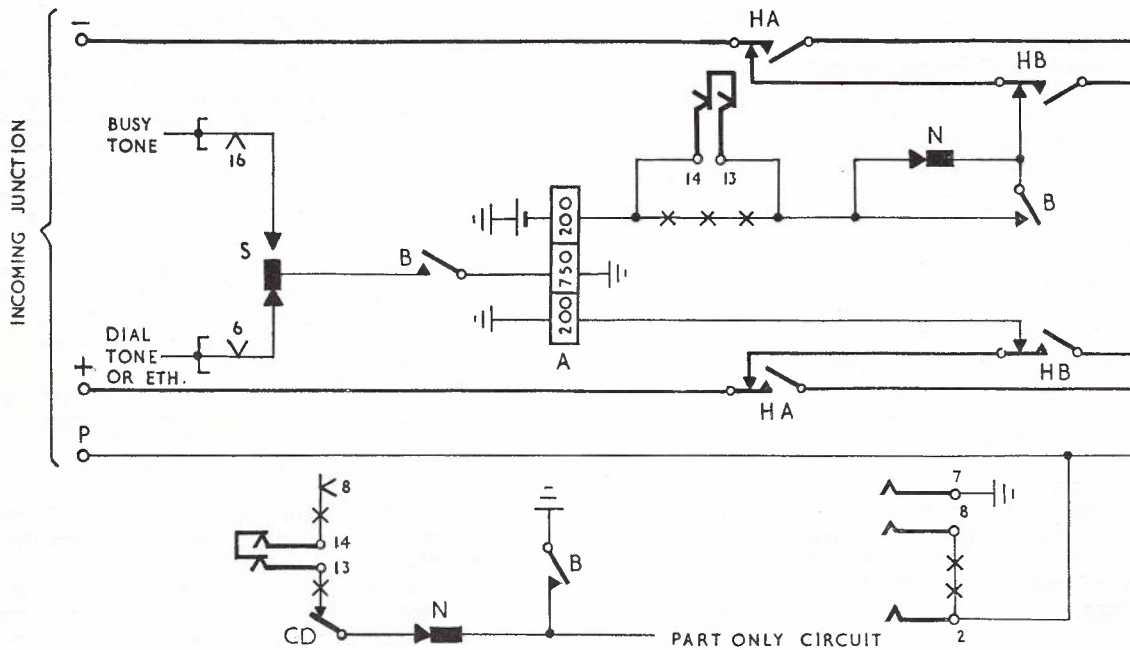 INCOMING JUNCTION
−
HA
HB
BUSY
TONE
16
14
13
N
B
200
750
200
A
S
B
6
DIAL
TONE
OR ETH.
+
HB
HA
P
8
14
13
CD
N
B
PART ONLY CIRCUIT
7
8
2